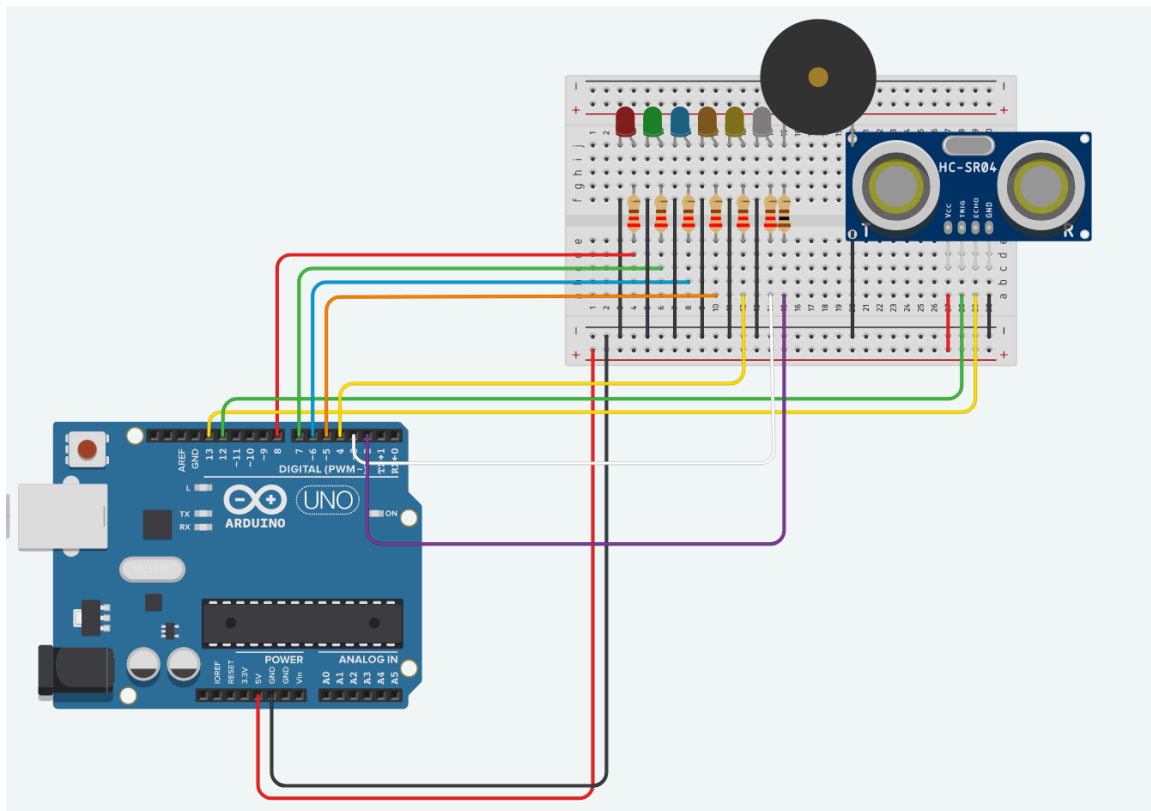 HC-SR04
VCC
TRIG
ECHO
GND
T
R
j
i
h
g
f
e
d
c
b
a
AREF
GND
13
12
~11
~10
~9
8
7
~6
~5
4
TX→1
RX←0
DIGITAL (PWM~)
L
TX
RX
ARDUINO
UNO
ON
POWER
ANALOG IN
IOREF
RESET
3.3V
5V
GND
GND
Vin
A0
A1
A2
A3
A4
A5